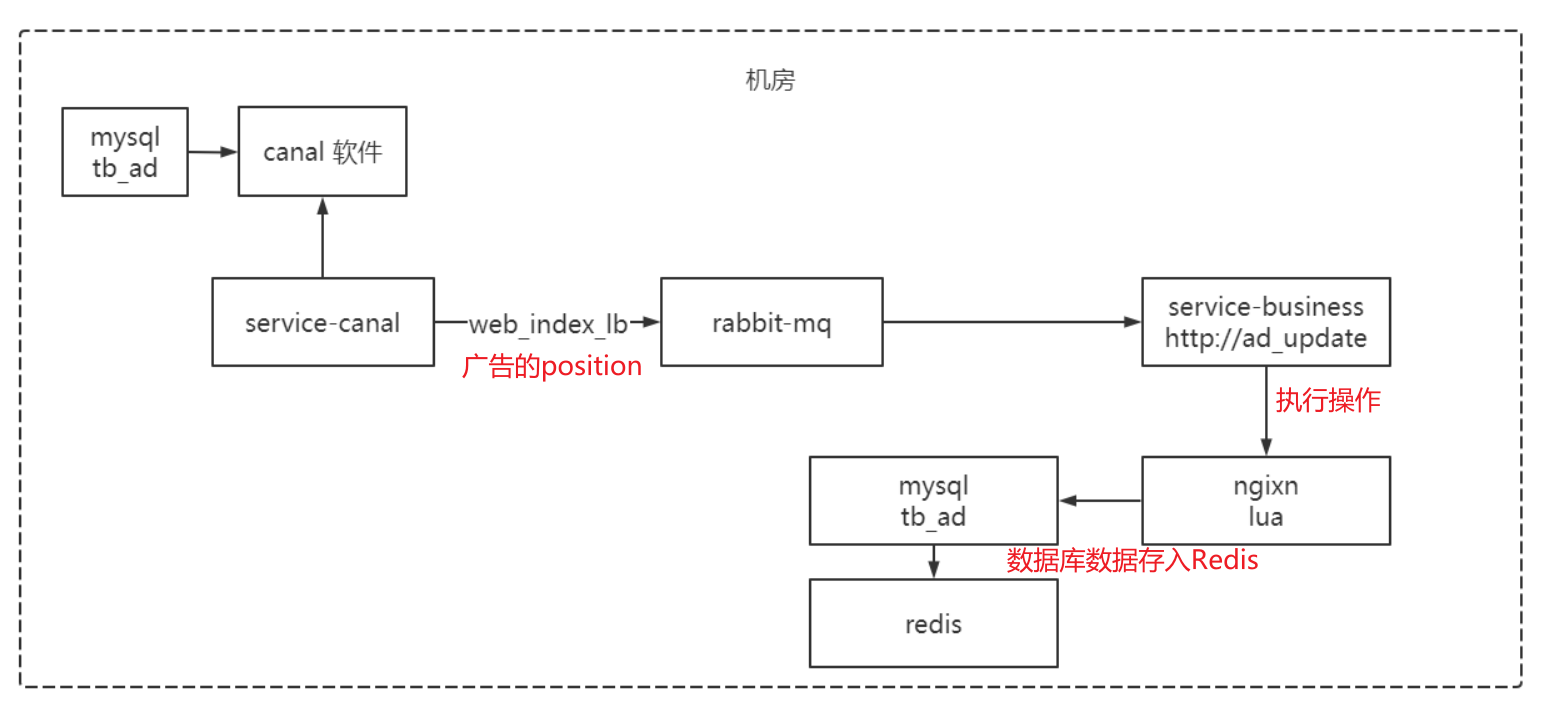 机房
mysql
tb_ad
canal 软件
service-canal
web_index_lb
广告的position
rabbit-mq
service-business
http://ad_update
执行操作
ngixn
lua
mysql
tb_ad
数据库数据存入Redis
redis